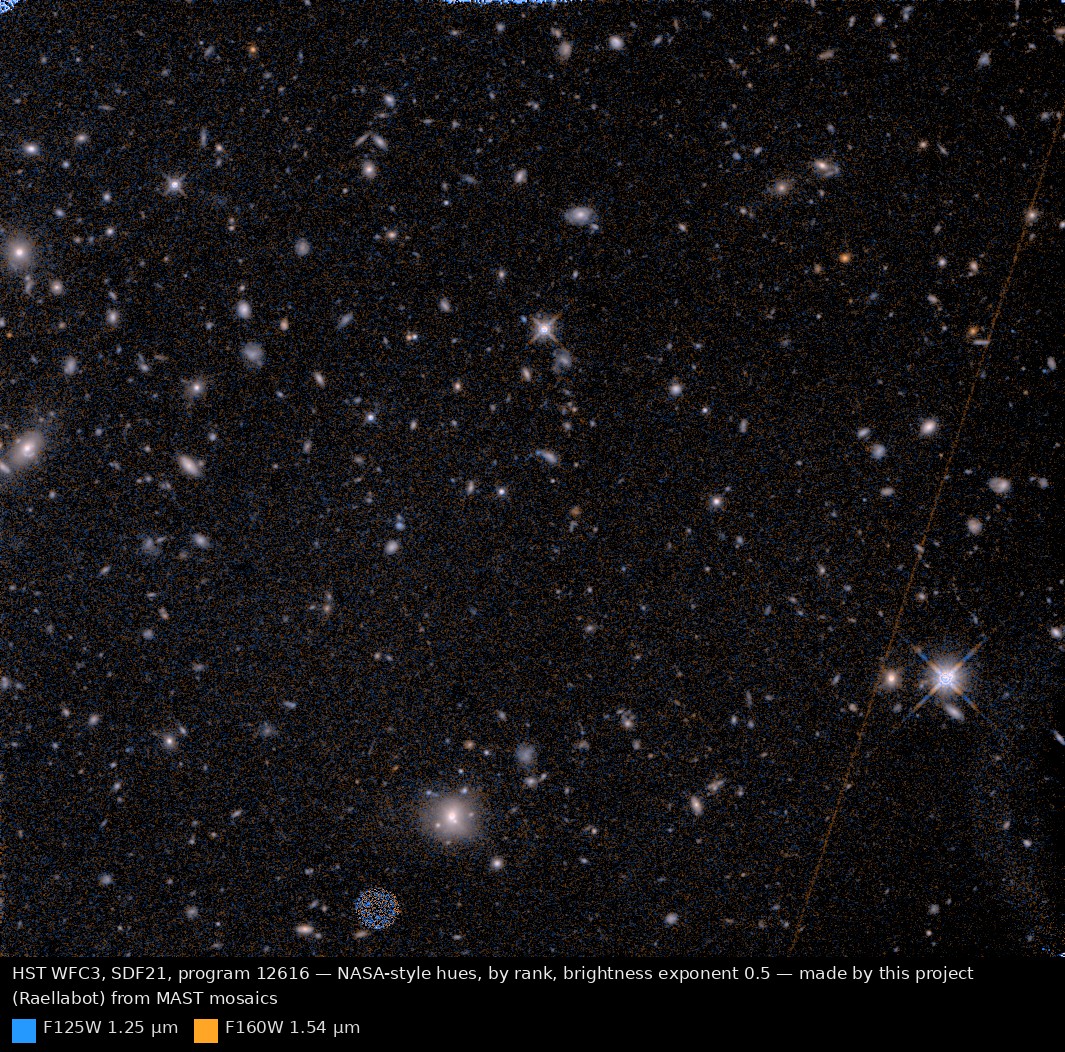 HST WFC3, SDF21, program 12616 — NASA-style hues, by rank, brightness exponent 0.5 — made by this project
(Raellabot) from MAST mosaics
F125W 1.25 µm F160W 1.54 µm